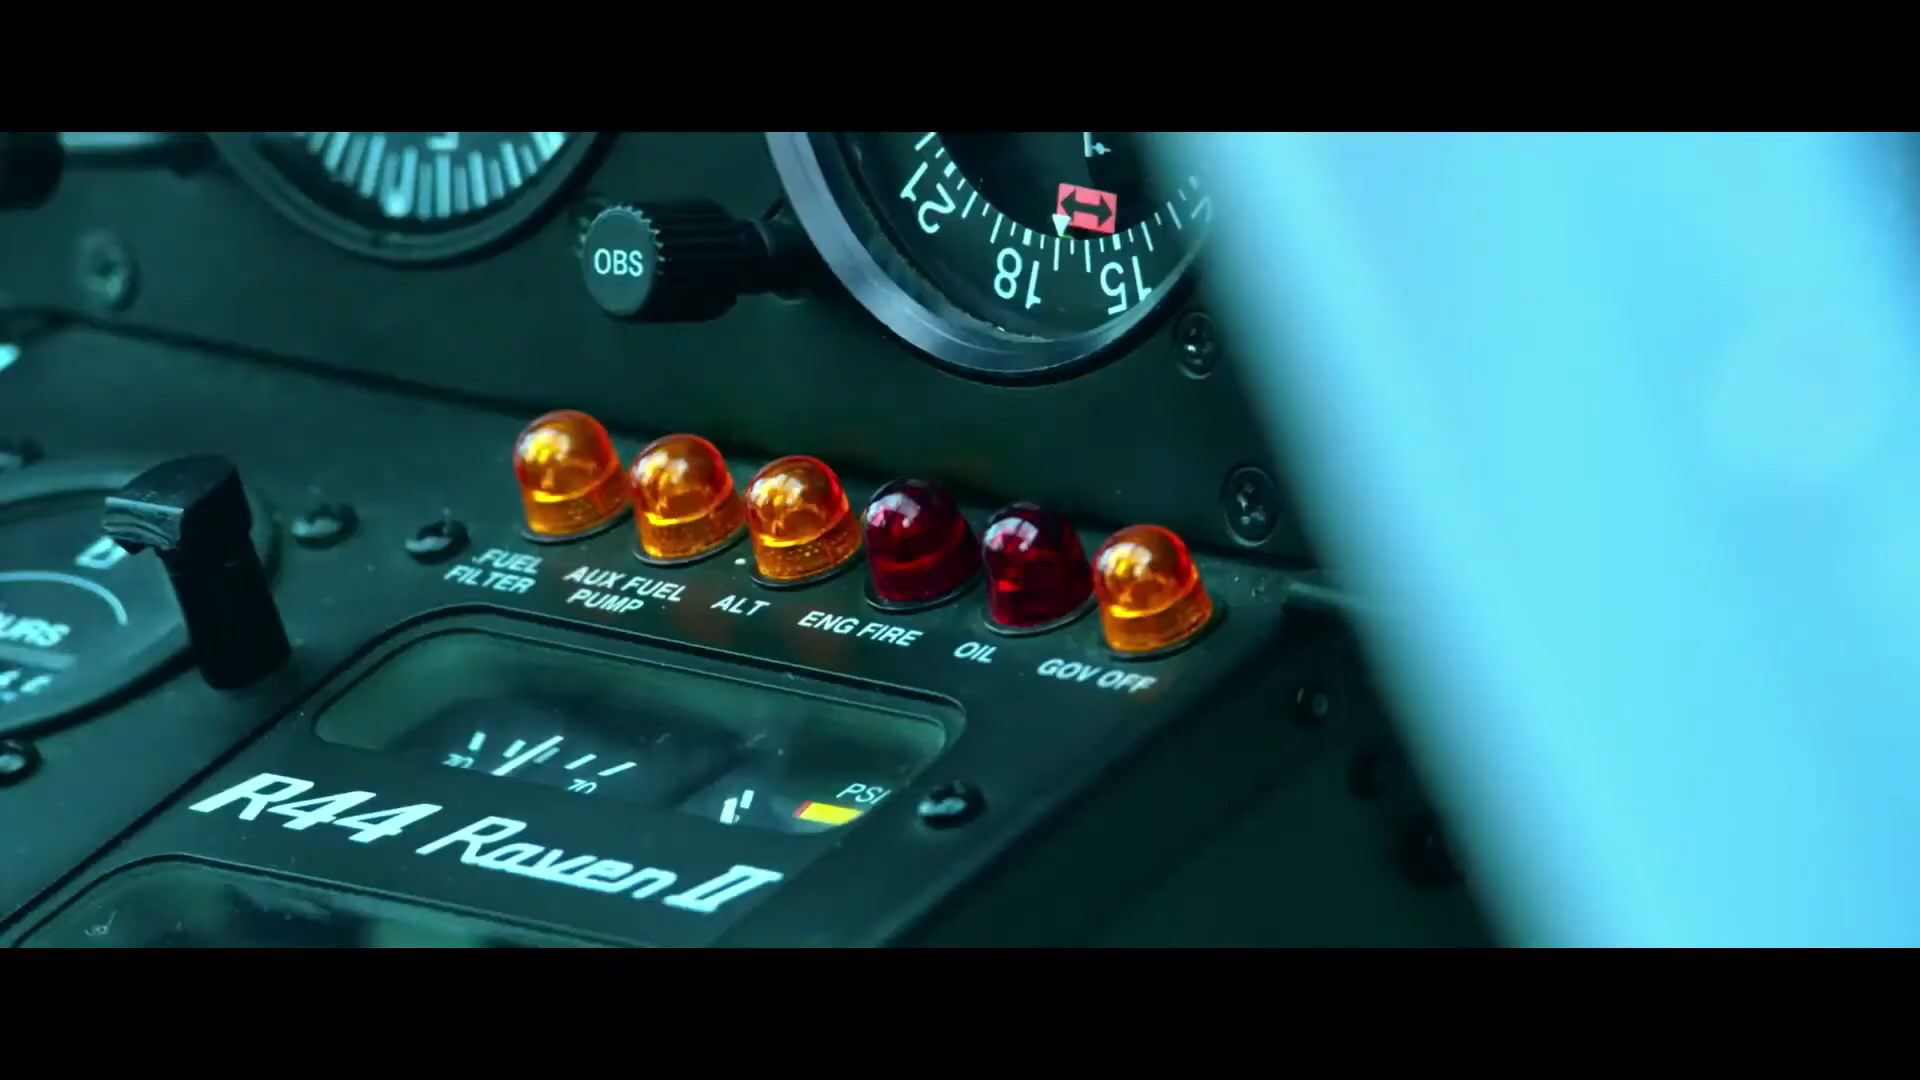 21
18
15
OBS
FUEL
FILTER
AUX FUEL
PUMP
ALT
ENG FIRE
OIL
GOV OFF
70
PSI
R44 Raven II